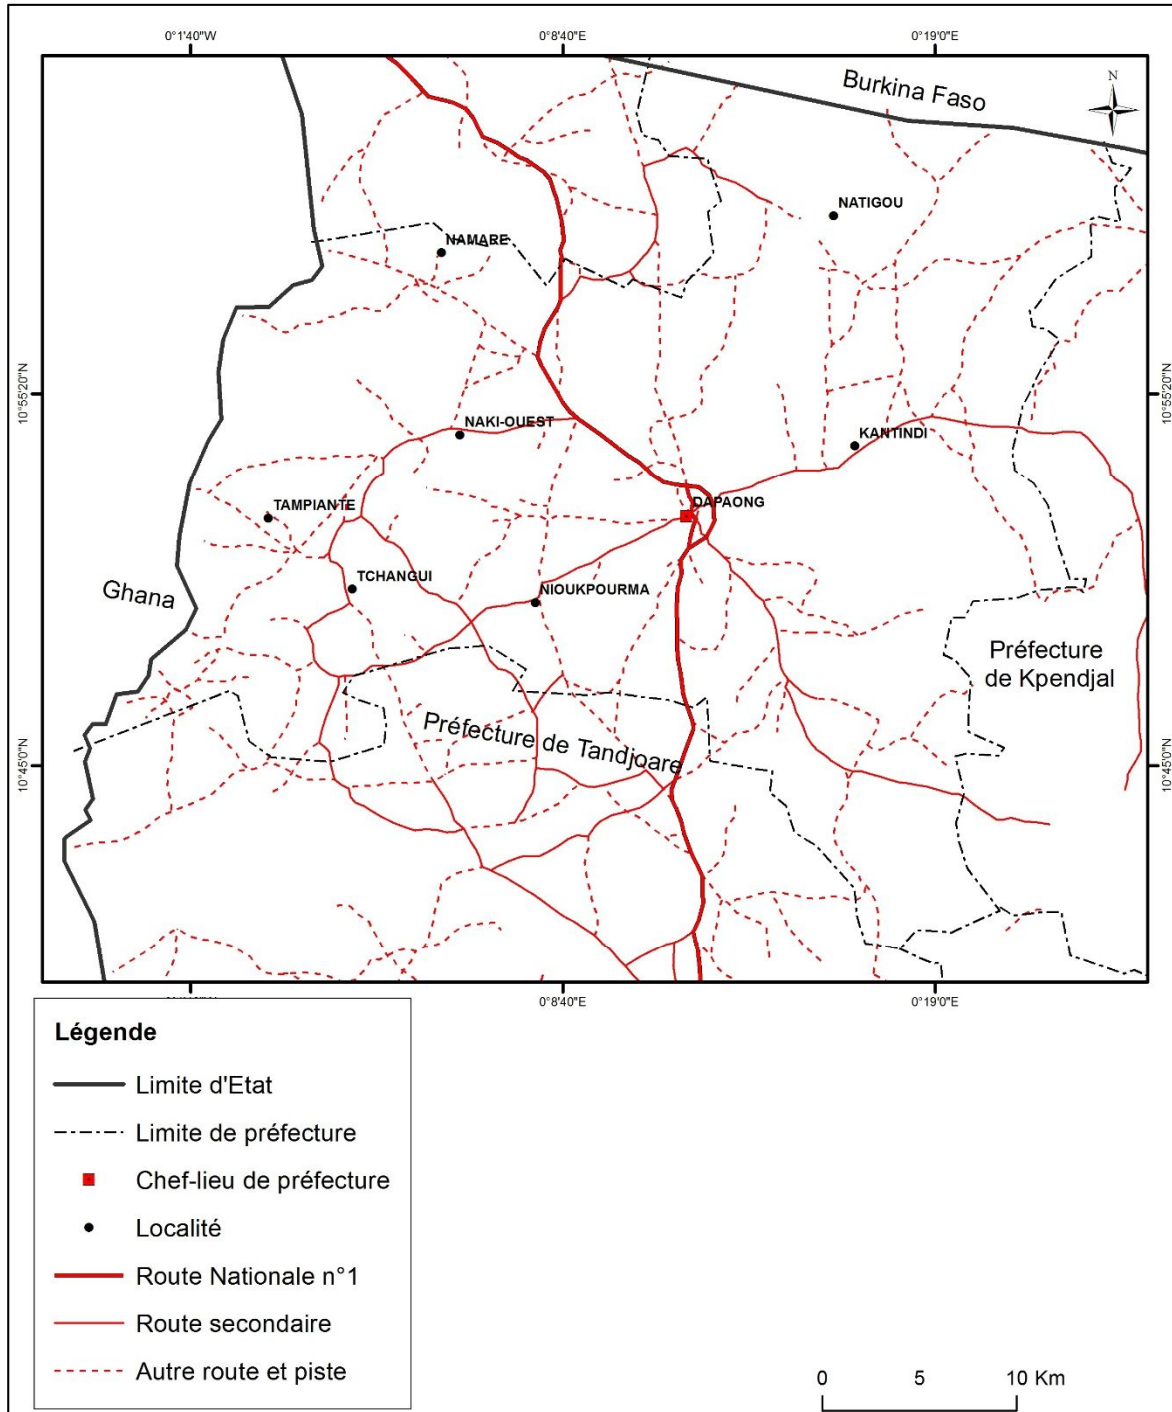 0°1'40"W
0°8'40"E
0°19'0"E
Burkina Faso
N
NATIGOU
NAMARE
10°55'20"N
10°55'20"N
NAKI-OUEST
KANTINDI
TAMPIANTE
DAPAONG
TCHANGUI
NIOUKPOURMA
Ghana
Préfecture
de Kpendjal
Préfecture de Tandjoare
10°45'0"N
10°45'0"N
0°8'40"E
0°19'0"E
Légende
Limite d'Etat
Limite de préfecture
Chef-lieu de préfecture
Localité
Route Nationale n°1
Route secondaire
Autre route et piste
0 5 10 Km